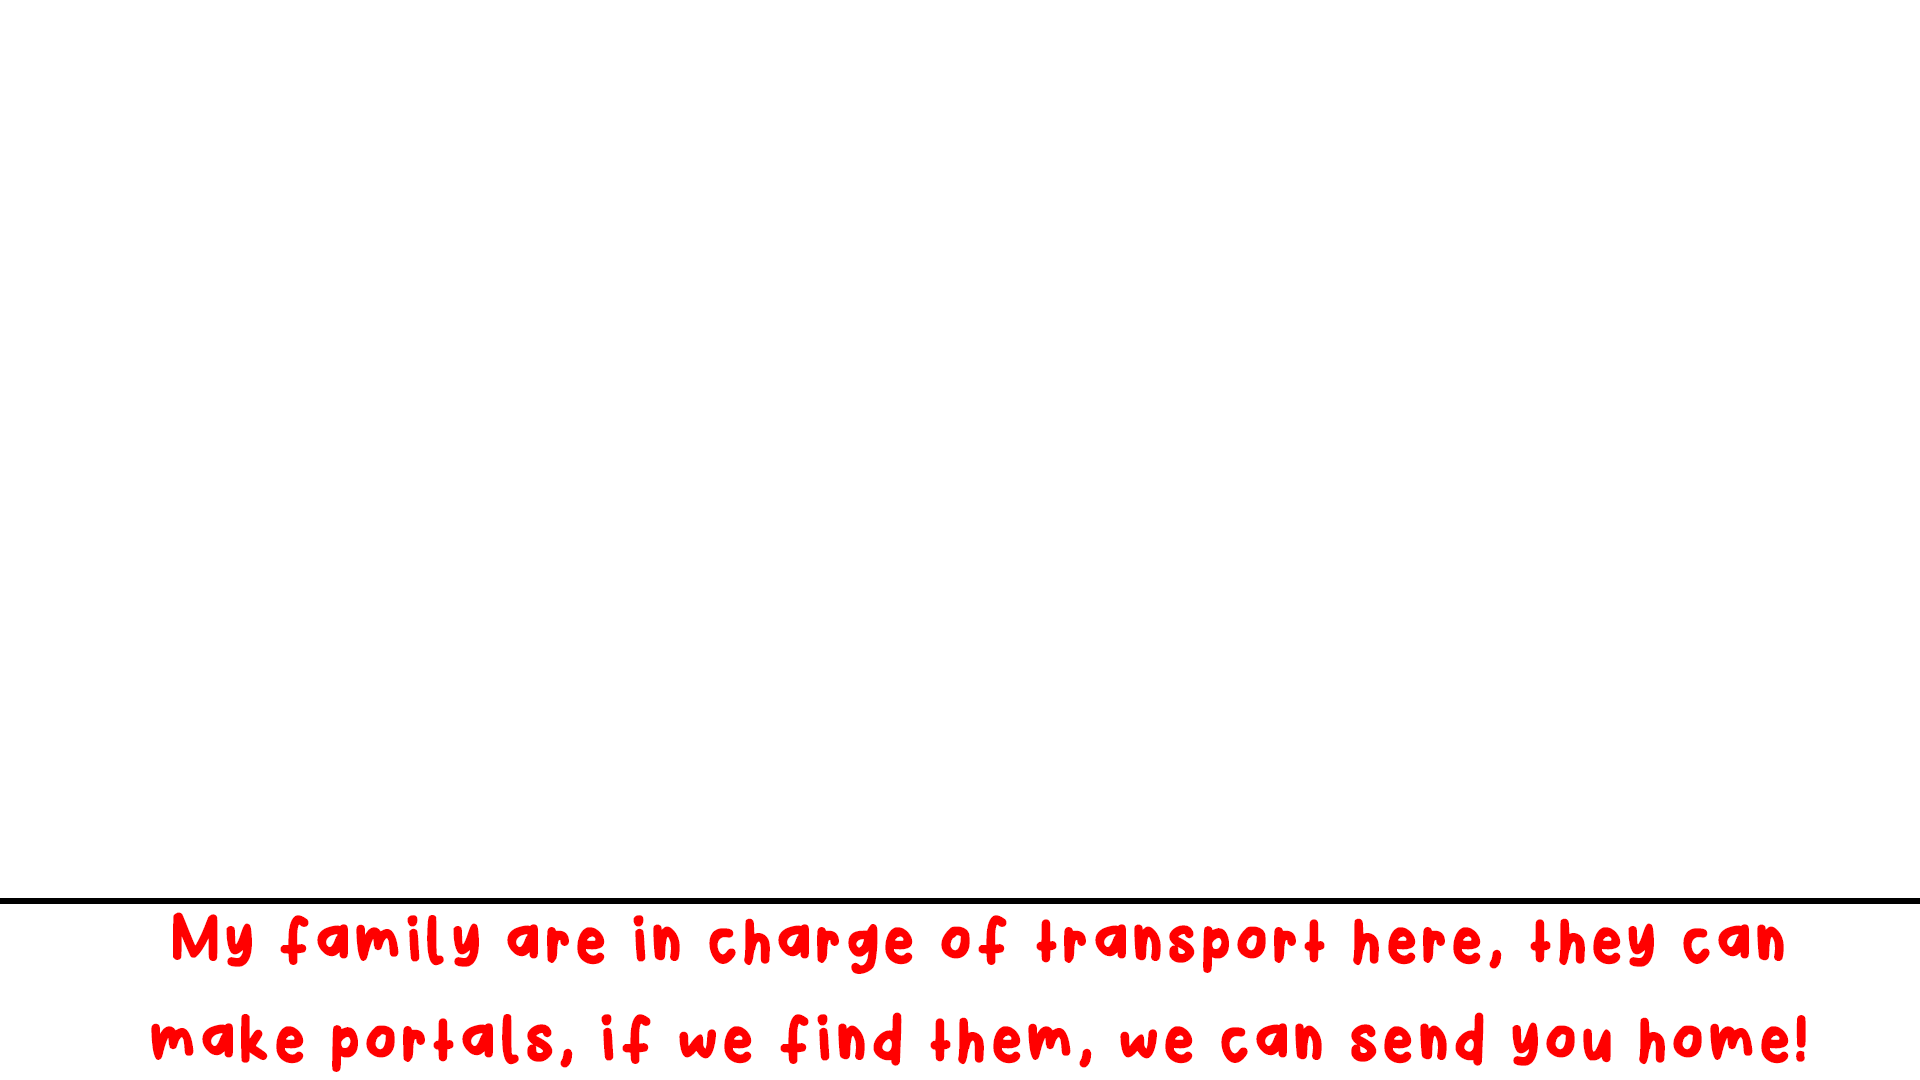 My family are in charge of transport here, they can
make portals, if we find them, we can send you home!